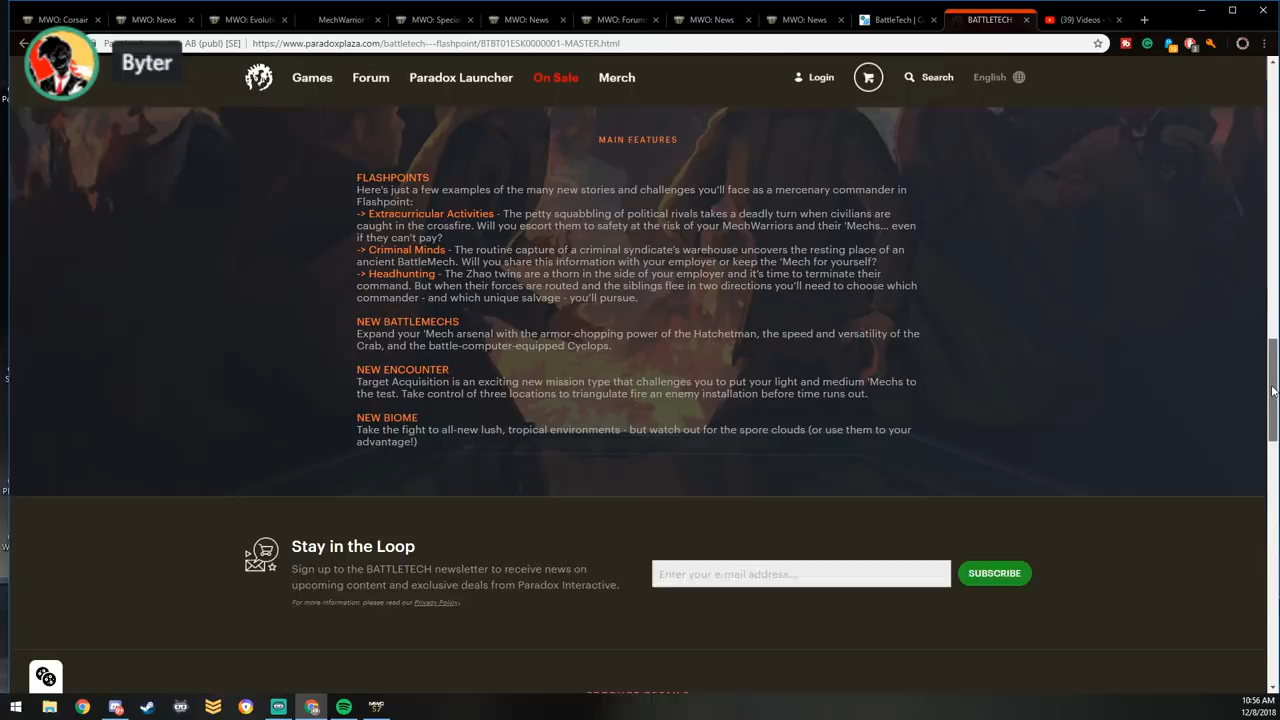 MWO: Corsair
MWO: News
MWO: Evoluti
MechWarrior
MWO: Special
MWO: News
MWO: Forum
MWO: News
MWO: News
BattleTech | C
BATTLETECH
(39) Videos -
AB (publ) [SE]
https://www.paradoxplaza.com/battletech---flashpoint/BTBT01ESK0000001-MASTER.html
Byter
Games
Forum
Paradox Launcher
On Sale
Merch
Login
Search
English
MAIN FEATURES
FLASHPOINTS
Here's just a few examples of the many new stories and challenges you'll face as a mercenary commander in
Flashpoint:
-> Extracurricular Activities - The petty squabbling of political rivals takes a deadly turn when civilians are
caught in the crossfire. Will you escort them to safety at the risk of your MechWarriors and their 'Mechs... even
if they can't pay?
-> Criminal Minds - The routine capture of a criminal syndicate's warehouse uncovers the resting place of an
ancient BattleMech. Will you share this information with your employer or keep the 'Mech for yourself?
-> Headhunting - The Zhao twins are a thorn in the side of your employer and it's time to terminate their
command. But when their forces are routed and the siblings flee in two directions you'll need to choose which
commander - and which unique salvage - you'll pursue.
NEW BATTLEMECHS
Expand your 'Mech arsenal with the armor-chopping power of the Hatchetman, the speed and versatility of the
Crab, and the battle-computer-equipped Cyclops.
NEW ENCOUNTER
Target Acquisition is an exciting new mission type that challenges you to put your light and medium 'Mechs to
the test. Take control of three locations to triangulate fire an enemy installation before time runs out.
NEW BIOME
Take the fight to all-new lush, tropical environments - but watch out for the spore clouds (or use them to your
advantage!)
Stay in the Loop
Sign up to the BATTLETECH newsletter to receive news on
upcoming content and exclusive deals from Paradox Interactive.
For more information, please read our Privacy Policy.
Enter your e-mail address...
SUBSCRIBE
10:56 AM
12/8/2018